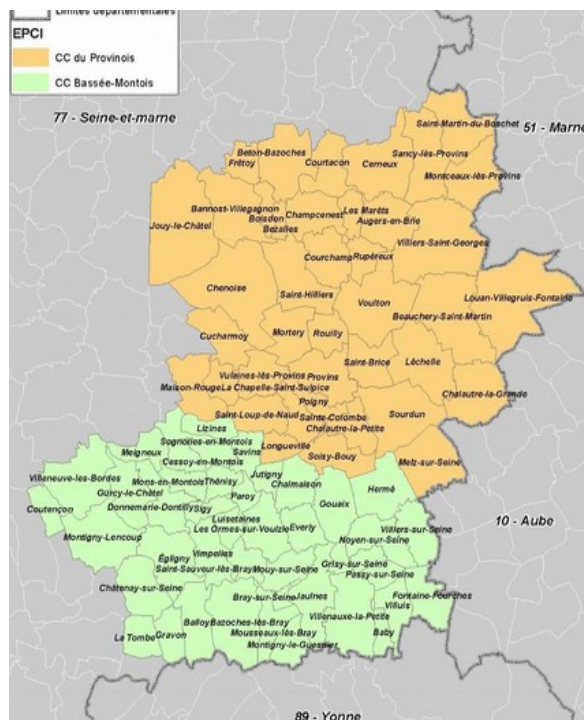 Limites départementales
EPCI
CC du Provinois
CC Bassée-Montois
77 - Seine-et-marne
51 - Marne
Saint-Martin-du-Boschet
Beton-Bazoches
Frétoy
Courtacon
Cerneux
Sancy-lès-Provins
Montceaux-lès-Provins
Bannost-Villegagnon
Boisdon
Champcenest
Les Marêts
Augers-en-Brie
Jouy-le-Châtel
Bezalles
Villiers-Saint-Georges
Courchamp
Rupéreux
Chenoise
Saint-Hilliers
Voulton
Louan-Villegruis-Fontaine
Beauchery-Saint-Martin
Cucharmoy
Mortery
Rouilly
Saint-Brice
Léchelle
Vulaines-lès-Provins
Provins
Maison-Rouge
La Chapelle-Saint-Sulpice
Chalautre-la-Grande
Poigny
Saint-Loup-de-Naud
Sainte-Colombe
Sourdun
Lizines
Chalautre-la-Petite
Sognolles-en-Montois
Longueville
Meigneux
Savins
Soisy-Bouy
Cessoy-en-Montois
Melz-sur-Seine
Villeneuve-les-Bordes
Jutigny
Mons-en-Montois
Thénisy
Chalmaison
Hermé
Gurcy-le-Châtel
Paroy
Gouaix
Coutençon
Donnemarie-Dontilly
Sigy
Luisetaines
10 - Aube
Les Ormes-sur-Voulzie
Everly
Villiers-sur-Seine
Montigny-Lencoup
Noyen-sur-Seine
Vimpelles
Égligny
Saint-Sauveur-lès-Bray
Mouy-sur-Seine
Grisy-sur-Seine
Passy-sur-Seine
Châtenay-sur-Seine
Bray-sur-Seine
Jaulnes
Fontaine-Fourches
Villuis
Balloy
Bazoches-lès-Bray
Villenauxe-la-Petite
La Tombe
Gravon
Mousseaux-lès-Bray
Baby
Montigny-le-Guesdier
89 - Yonne